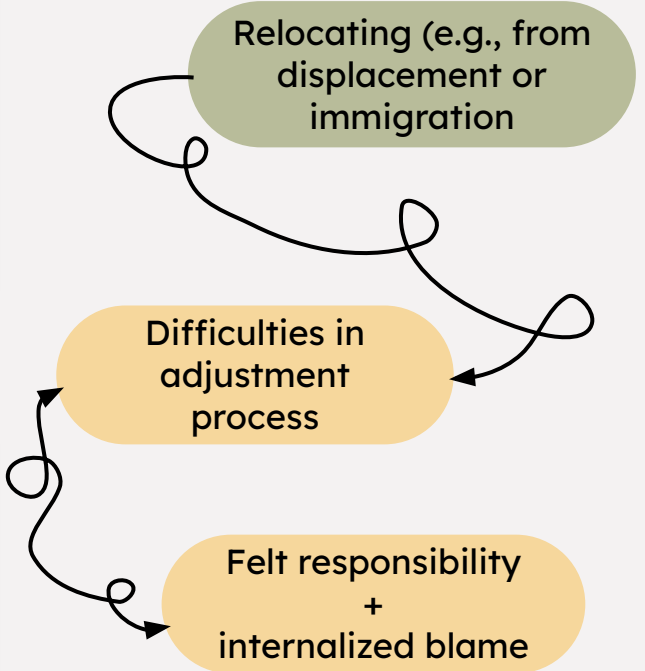 Relocating (e.g., from
displacement or
immigration
Difficulties in
adjustment
process
Felt responsibility
+
internalized blame